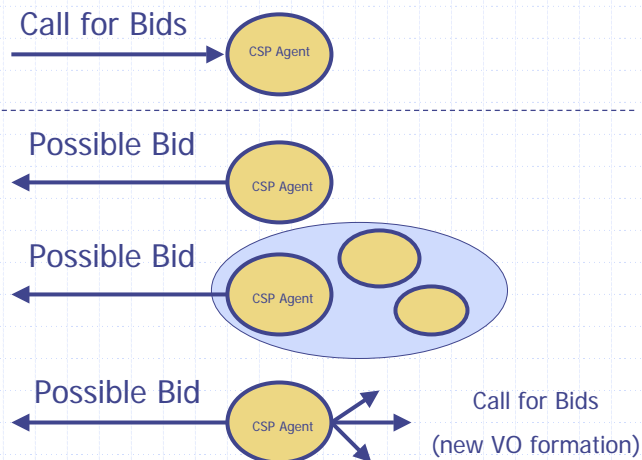 Call for Bids
CSP Agent
Possible Bid
CSP Agent
Possible Bid
CSP Agent
Possible Bid
CSP Agent
Call for Bids
(new VO formation)